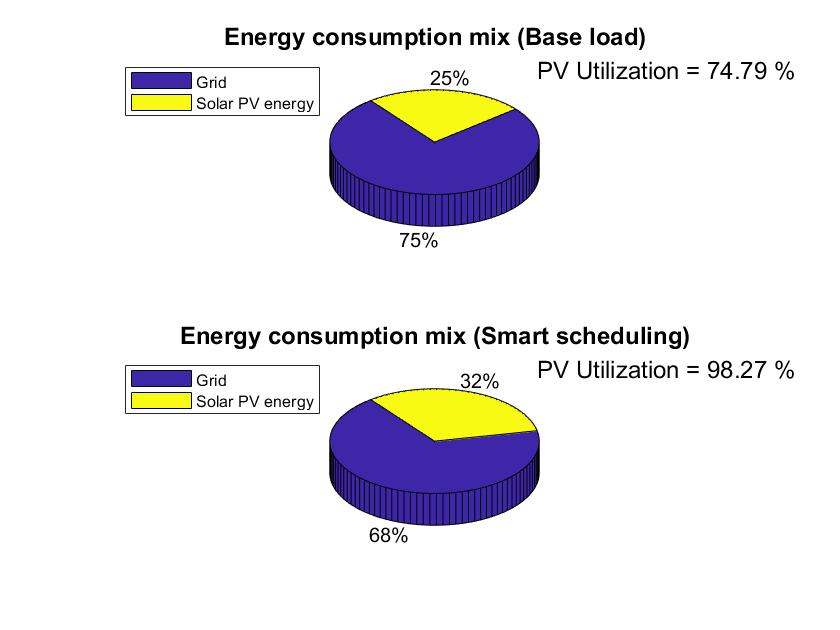 Energy consumption mix (Base load)
PV Utilization = 74.79 %
Grid
Solar PV energy
25%
75%
Energy consumption mix (Smart scheduling)
PV Utilization = 98.27 %
Grid
Solar PV energy
32%
68%